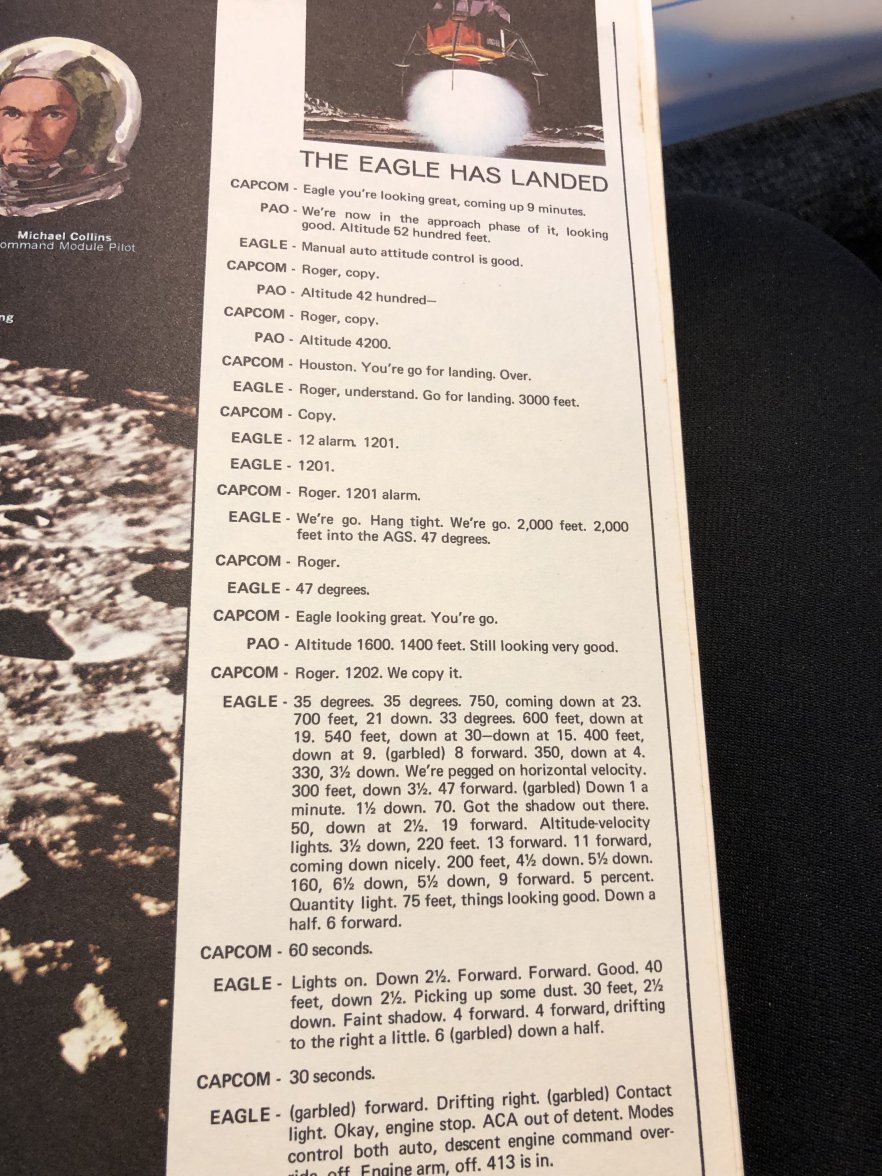 Michael Collins
ommand Module Pilot
ng
THE EAGLE HAS LANDED
CAPCOM - Eagle you're looking great, coming up 9 minutes.
PAO - We're now in the approach phase of it, looking
good. Altitude 52 hundred feet.
EAGLE - Manual auto attitude control is good.
CAPCOM - Roger, copy.
PAO - Altitude 42 hundred—
CAPCOM - Roger, copy.
PAO - Altitude 4200.
CAPCOM - Houston. You're go for landing. Over.
EAGLE - Roger, understand. Go for landing. 3000 feet.
CAPCOM - Copy.
EAGLE - 12 alarm. 1201.
EAGLE - 1201.
CAPCOM - Roger. 1201 alarm.
EAGLE - We're go. Hang tight. We're go. 2,000 feet. 2,000
feet into the AGS. 47 degrees.
CAPCOM - Roger.
EAGLE - 47 degrees.
CAPCOM - Eagle looking great. You're go.
PAO - Altitude 1600. 1400 feet. Still looking very good.
CAPCOM - Roger. 1202. We copy it.
EAGLE - 35 degrees. 35 degrees. 750, coming down at 23.
700 feet, 21 down. 33 degrees. 600 feet, down at
19. 540 feet, down at 30—down at 15. 400 feet,
down at 9. (garbled) 8 forward. 350, down at 4.
330, 3½ down. We're pegged on horizontal velocity.
300 feet, down 3½. 47 forward. (garbled) Down 1 a
minute. 1½ down. 70. Got the shadow out there.
50, down at 2½. 19 forward. Altitude-velocity
lights. 3½ down, 220 feet. 13 forward. 11 forward,
coming down nicely. 200 feet, 4½ down. 5½ down.
160, 6½ down, 5½ down, 9 forward. 5 percent.
Quantity light. 75 feet, things looking good. Down a
half. 6 forward.
CAPCOM - 60 seconds.
EAGLE - Lights on. Down 2½. Forward. Forward. Good. 40
feet, down 2½. Picking up some dust. 30 feet, 2½
down. Faint shadow. 4 forward. 4 forward, drifting
to the right a little. 6 (garbled) down a half.
CAPCOM - 30 seconds.
EAGLE - (garbled) forward. Drifting right. (garbled) Contact
light. Okay, engine stop. ACA out of detent. Modes
control both auto, descent engine command over-
ride, off. Engine arm, off. 413 is in.